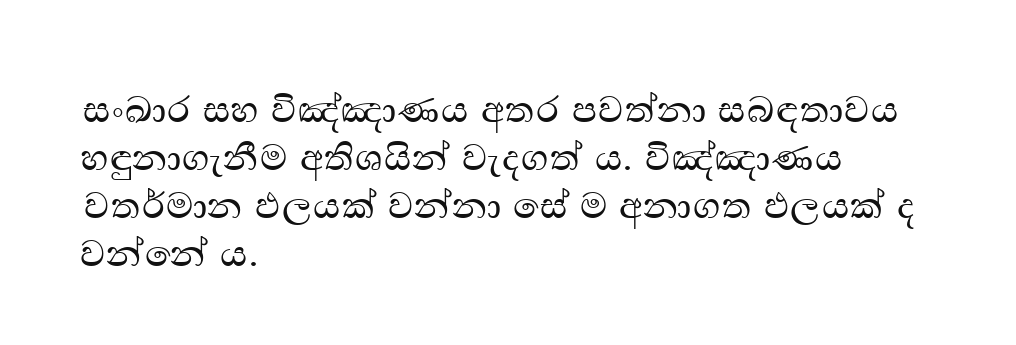 සංඛාර සහ විඤ්ඤාණය අතර පවත්නා සබඳතාවය
හඳුනාගැනීම අතිශයින් වැදගත් ය. විඤ්ඤාණය
වතර්මාන ඵලයක් වන්නා සේ ම අනාගත ඵලයක් ද
වන්නේ ය.